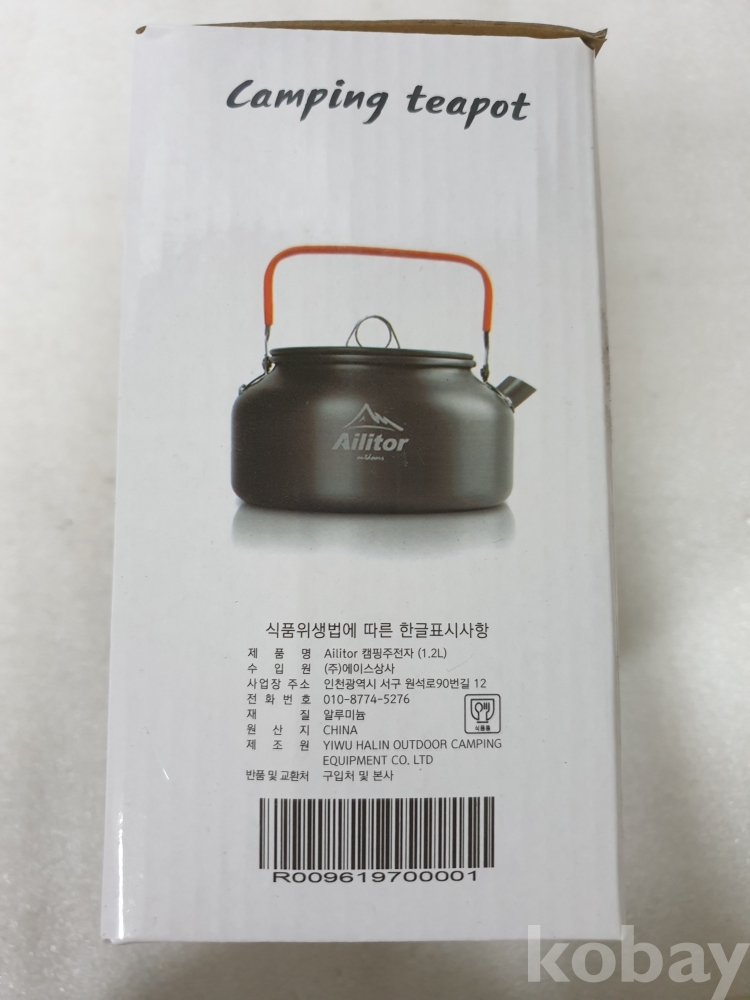 Camping teapot
Ailitor
outdoors
식품위생법에 따른 한글표시사항
제 품 명 Ailitor 캠핑주전자 (1.2L)
수 입 원 (주)에이스상사
사업장 주소 인천광역시 서구 원석로90번길 12
전 화 번 호 010-8774-5276
재 질 알루미늄
원 산 지 CHINA
제 조 원 YIWU HALIN OUTDOOR CAMPING
EQUIPMENT CO, LTD
식품용
반품 및 교환처 구입처 및 본사
R009619700001
kobay